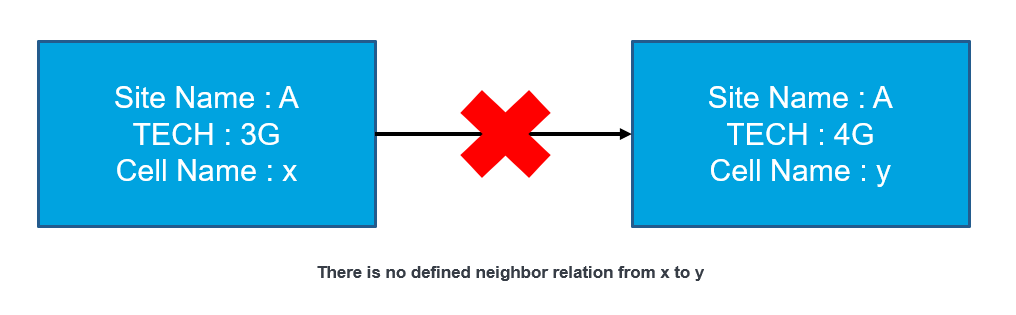 Site Name : A
TECH : 3G
Cell Name : x
Site Name : A
TECH : 4G
Cell Name : y
There is no defined neighbor relation from x to y